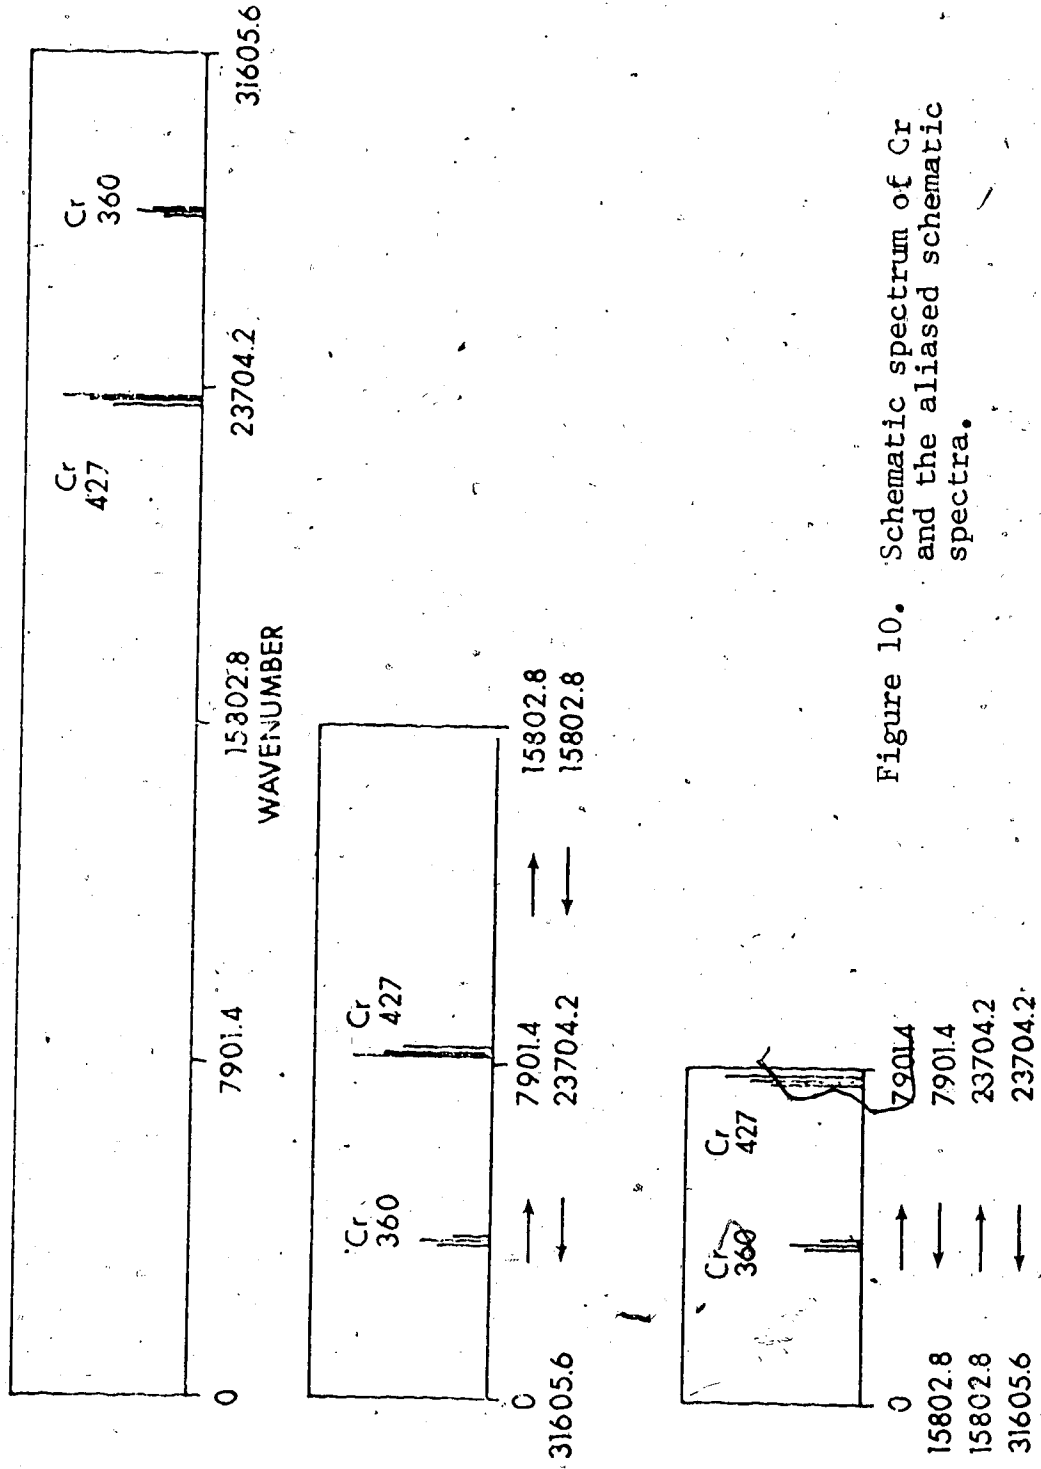 Cr
427
Cr
360
0
7901.4
15802.8
23704.2
31605.6
WAVENUMBER
Cr
360
Cr
427
0 7901.4 15802.8
31605.6 23704.2 15802.8
Cr
360
Cr
427
0 7901.4
15802.8 7901.4
15802.8 23704.2
31605.6 23704.2
Figure 10. Schematic spectrum of Cr
and the aliased schematic
spectra.